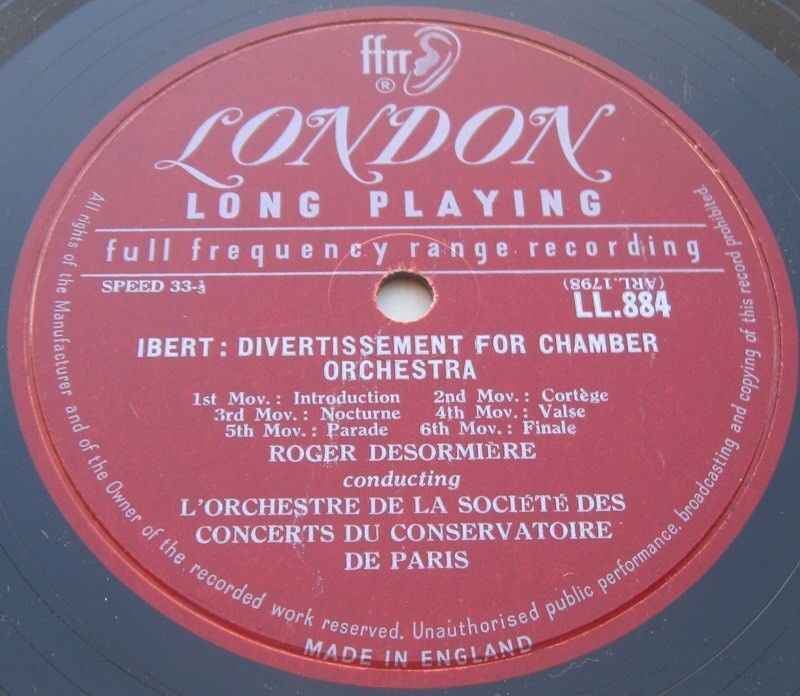 ffrr
®
LONDON
LONG PLAYING
full frequency range recording
SPEED 33-⅓
(ARL.1798)
LL.884
IBERT: DIVERTISSEMENT FOR CHAMBER
ORCHESTRA
1st Mov.: Introduction 2nd Mov.: Cortège
3rd Mov.: Nocturne 4th Mov.: Valse
5th Mov.: Parade 6th Mov.: Finale
ROGER DESORMIÈRE
conducting
L'ORCHESTRE DE LA SOCIÉTÉ DES
CONCERTS DU CONSERVATOIRE
DE PARIS
All rights of the Manufacturer and of the Owner of the recorded work reserved. Unauthorised public performance, broadcasting and copying of this record prohibited.
MADE IN ENGLAND